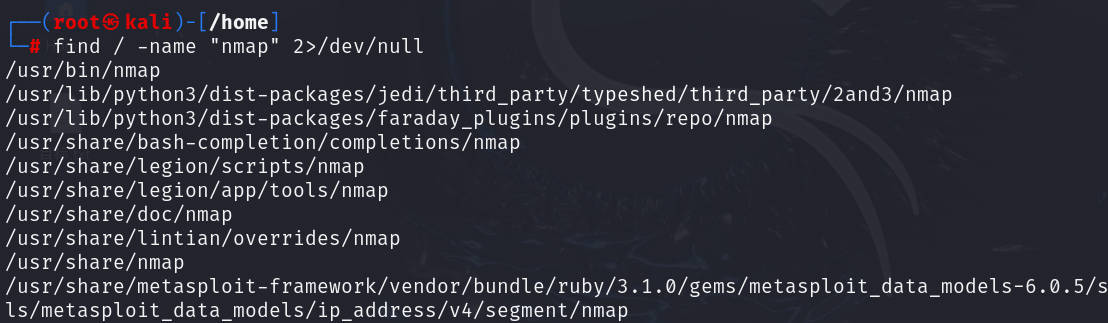 ┌──(root㉿kali)-[/home]
└─# find / -name "nmap" 2>/dev/null
/usr/bin/nmap
/usr/lib/python3/dist-packages/jedi/third_party/typeshed/third_party/2and3/nmap
/usr/lib/python3/dist-packages/faraday_plugins/plugins/repo/nmap
/usr/share/bash-completion/completions/nmap
/usr/share/legion/scripts/nmap
/usr/share/legion/app/tools/nmap
/usr/share/doc/nmap
/usr/share/lintian/overrides/nmap
/usr/share/nmap
/usr/share/metasploit-framework/vendor/bundle/ruby/3.1.0/gems/metasploit_data_models-6.0.5/s
ls/metasploit_data_models/ip_address/v4/segment/nmap